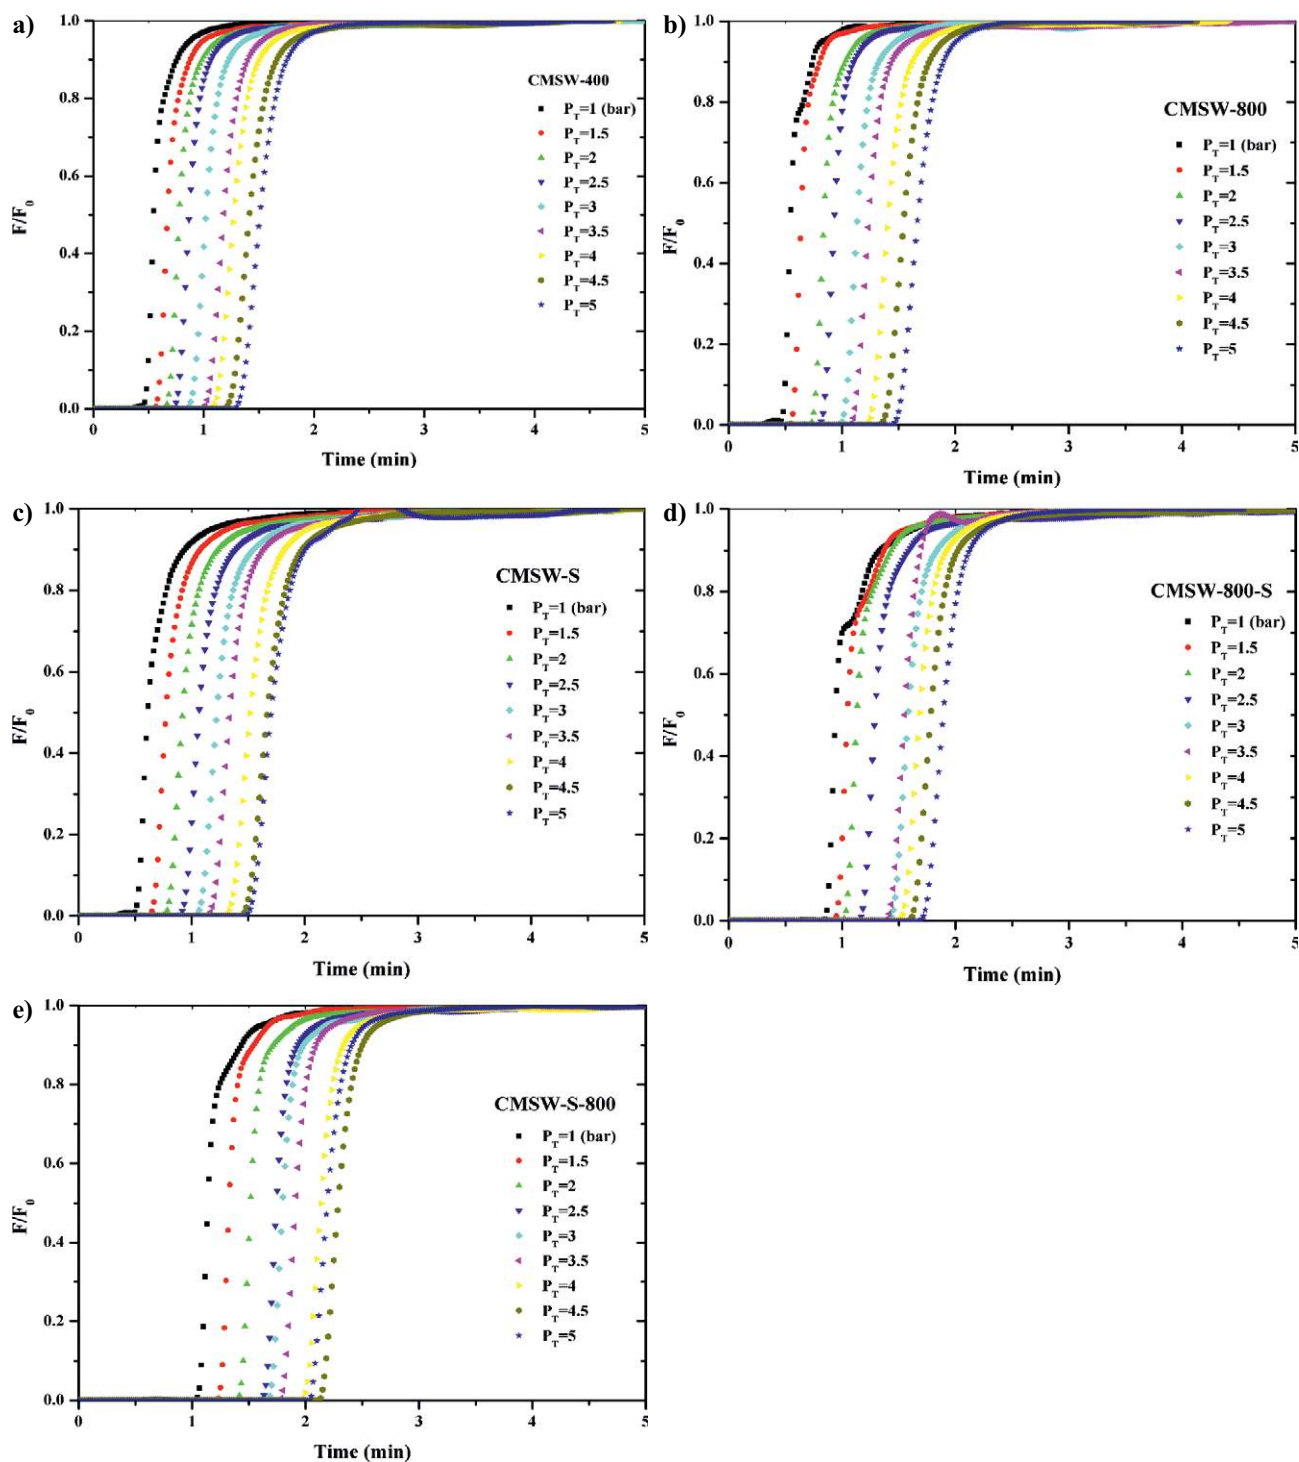 a)
1.0
0.8
0.6
0.4
0.2
0.0
F/F0
0 1 2 3 4 5
Time (min)
CMSW-400
PT=1 (bar)
PT=1.5
PT=2
PT=2.5
PT=3
PT=3.5
PT=4
PT=4.5
PT=5
b)
1.0
0.8
0.6
0.4
0.2
0.0
F/F0
0 1 2 3 4 5
Time (min)
CMSW-800
PT=1 (bar)
PT=1.5
PT=2
PT=2.5
PT=3
PT=3.5
PT=4
PT=4.5
PT=5
c)
1.0
0.8
0.6
0.4
0.2
0.0
F/F0
0 1 2 3 4 5
Time (min)
CMSW-S
PT=1 (bar)
PT=1.5
PT=2
PT=2.5
PT=3
PT=3.5
PT=4
PT=4.5
PT=5
d)
1.0
0.8
0.6
0.4
0.2
0.0
F/F0
0 1 2 3 4 5
Time (min)
CMSW-800-S
PT=1 (bar)
PT=1.5
PT=2
PT=2.5
PT=3
PT=3.5
PT=4
PT=4.5
PT=5
e)
1.0
0.8
0.6
0.4
0.2
0.0
F/F0
0 1 2 3 4 5
Time (min)
CMSW-S-800
PT=1 (bar)
PT=1.5
PT=2
PT=2.5
PT=3
PT=3.5
PT=4
PT=4.5
PT=5